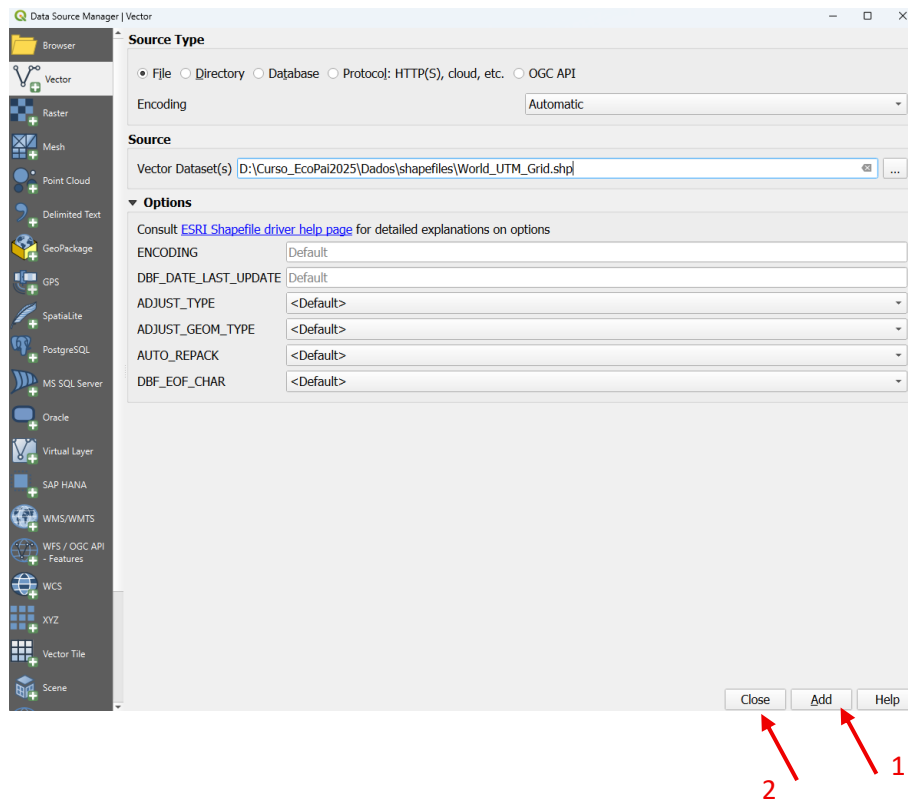 Data Source Manager | Vector
Browser
Vector
Raster
Mesh
Point Cloud
Delimited Text
GeoPackage
GPS
SpatiaLite
PostgreSQL
MS SQL Server
Oracle
Virtual Layer
SAP HANA
WMS/WMTS
WFS / OGC API
- Features
WCS
XYZ
Vector Tile
Scene
Source Type
File Directory Database Protocol: HTTP(S), cloud, etc. OGC API
Encoding Automatic
Source
Vector Dataset(s) D:\Curso_EcoPai2025\Dados\shapefiles\World_UTM_Grid.shp ...
Options
Consult ESRI Shapefile driver help page for detailed explanations on options
ENCODING Default
DBF_DATE_LAST_UPDATE Default
ADJUST_TYPE <Default>
ADJUST_GEOM_TYPE <Default>
AUTO_REPACK <Default>
DBF_EOF_CHAR <Default>
Close Add Help
1
2